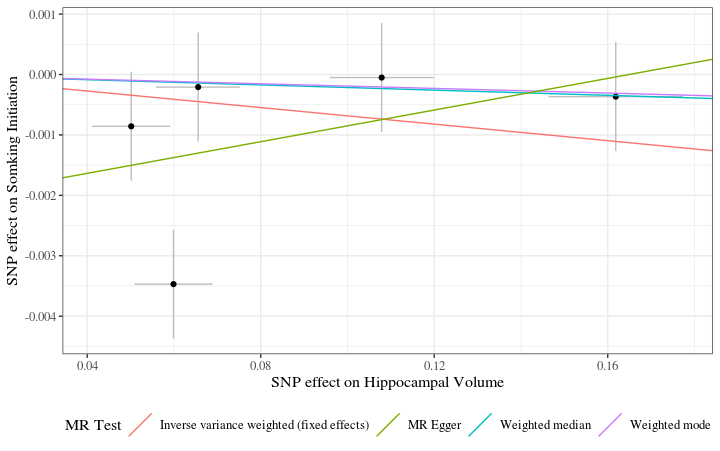 SNP effect on Somking Initiation
0.001
0.000
-0.001
-0.002
-0.003
-0.004
0.04 0.08 0.12 0.16
SNP effect on Hippocampal Volume
MR Test Inverse variance weighted (fixed effects) MR Egger Weighted median Weighted mode